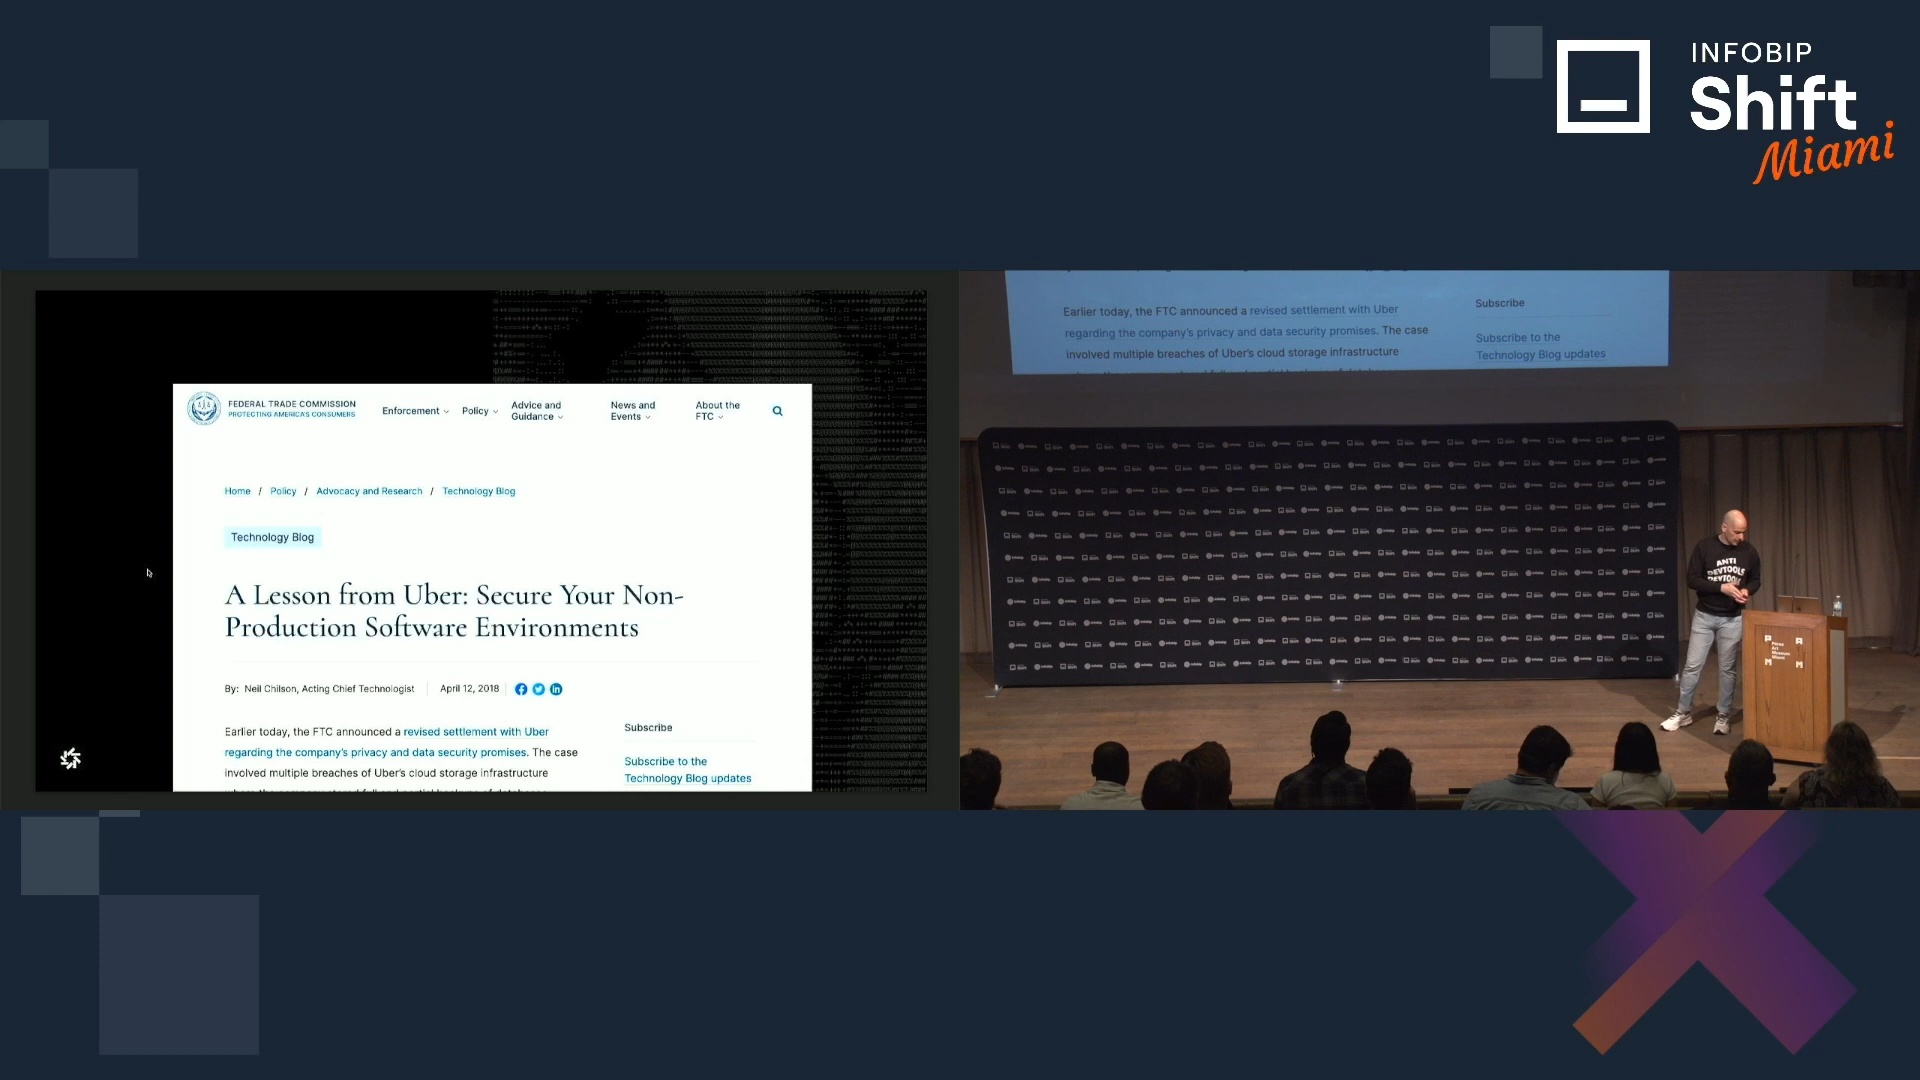 INFOBIP
Shift
Miami
FEDERAL TRADE COMMISSION
PROTECTING AMERICA'S CONSUMERS
Enforcement
Policy
Advice and
Guidance
News and
Events
About the
FTC
Home / Policy / Advocacy and Research / Technology Blog
Technology Blog
A Lesson from Uber: Secure Your Non-
Production Software Environments
By: Neil Chilson, Acting Chief Technologist
April 12, 2018
Earlier today, the FTC announced a revised settlement with Uber
regarding the company's privacy and data security promises. The case
involved multiple breaches of Uber's cloud storage infrastructure
Subscribe
Subscribe to the
Technology Blog updates
Earlier today, the FTC announced a revised settlement with Uber
regarding the company's privacy and data security promises. The case
involved multiple breaches of Uber's cloud storage infrastructure
Subscribe
Subscribe to the
Technology Blog updates
ANTI
DEVTOOLS
DEVTOOLS